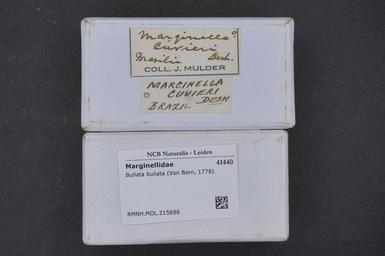 Marginella
Cuvieri
Brasilië Desh.
COLL. J. MULDER
MARGINELLA
CUVIERI
DESH
BRAZIL
NCB Naturalis - Leiden
Marginellidae 41440
Bullata bullata (Von Born, 1778)
RMNH.MOL.215696